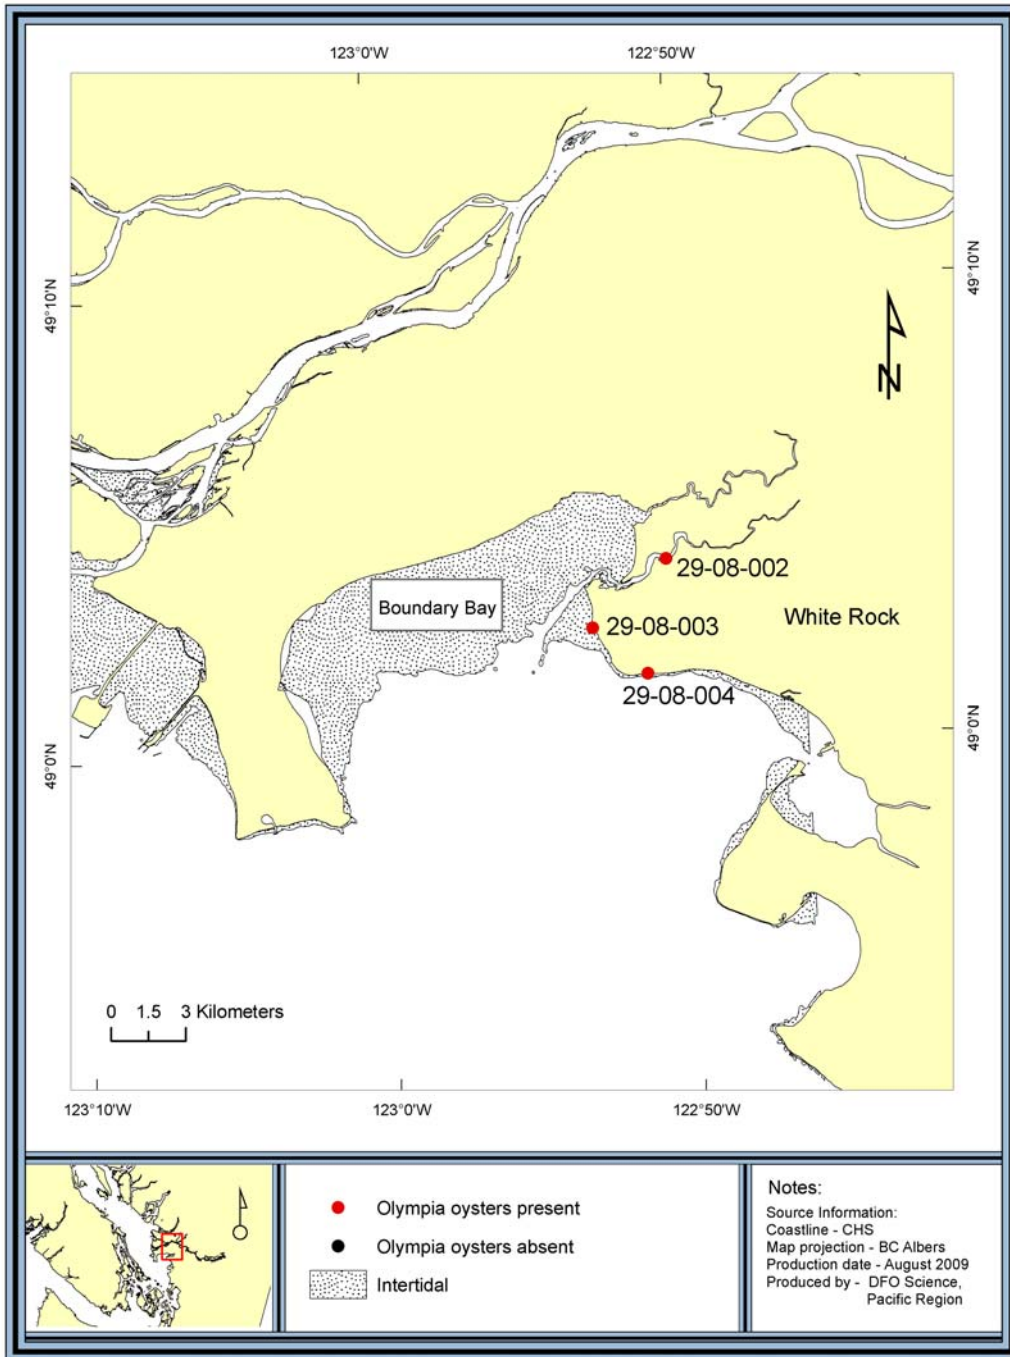 123°0'W
122°50'W
49°10'N
49°10'N
N
29-08-002
Boundary Bay
29-08-003
White Rock
29-08-004
49°0'N
49°0'N
0 1.5 3 Kilometers
123°10'W
123°0'W
122°50'W
Olympia oysters present
Olympia oysters absent
Intertidal
Notes:
Source Information:
Coastline - CHS
Map projection - BC Albers
Production date - August 2009
Produced by - DFO Science,
Pacific Region